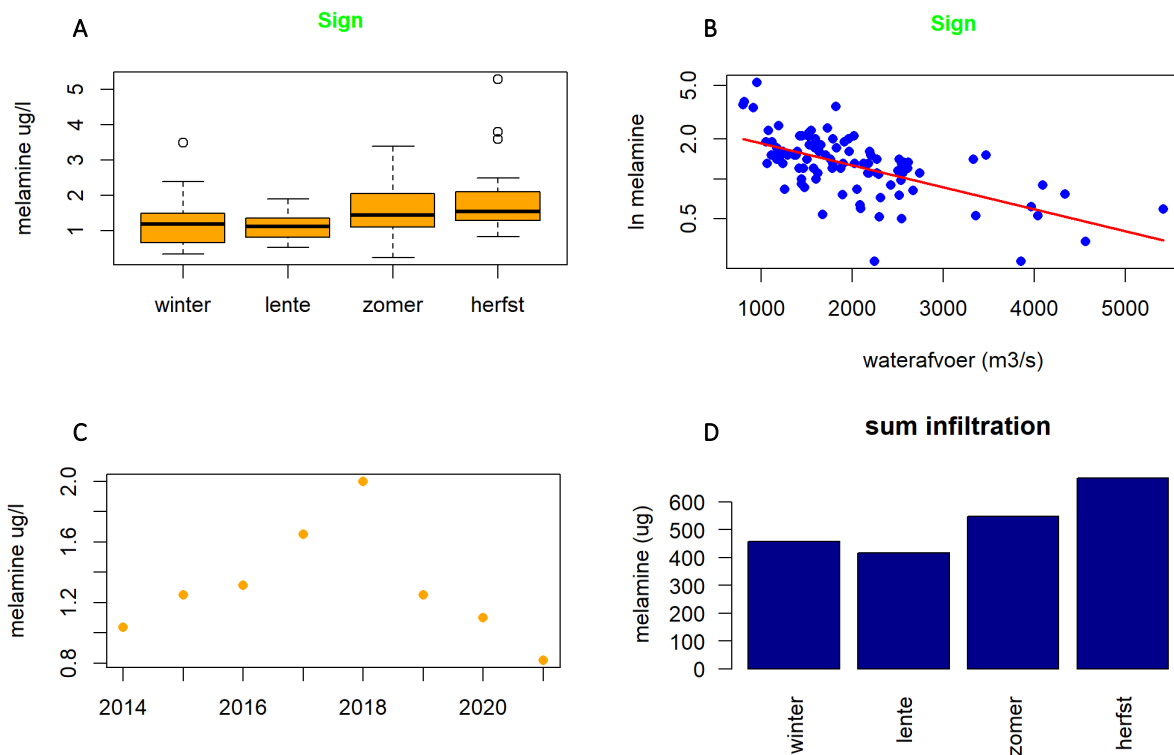 A
Sign
melamine ug/l
5
4
3
2
1
winter lente zomer herfst
B
Sign
ln melamine
5.0
2.0
0.5
1000 2000 3000 4000 5000
waterafvoer (m3/s)
C
melamine ug/l
2.0
1.6
1.2
0.8
2014 2016 2018 2020
D
sum infiltration
melamine (ug)
600
500
400
300
200
100
0
winter lente zomer herfst